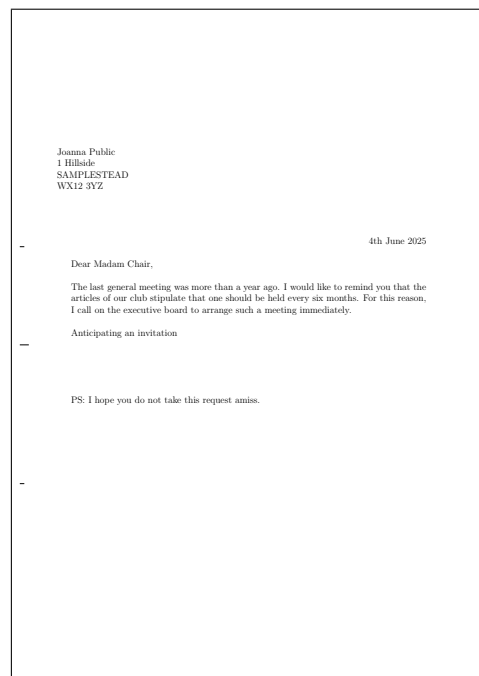 Joanna Public
1 Hillside
SAMPLESTEAD
WX12 3YZ
4th June 2025
Dear Madam Chair,
The last general meeting was more than a year ago. I would like to remind you that the
articles of our club stipulate that one should be held every six months. For this reason,
I call on the executive board to arrange such a meeting immediately.
Anticipating an invitation
PS: I hope you do not take this request amiss.